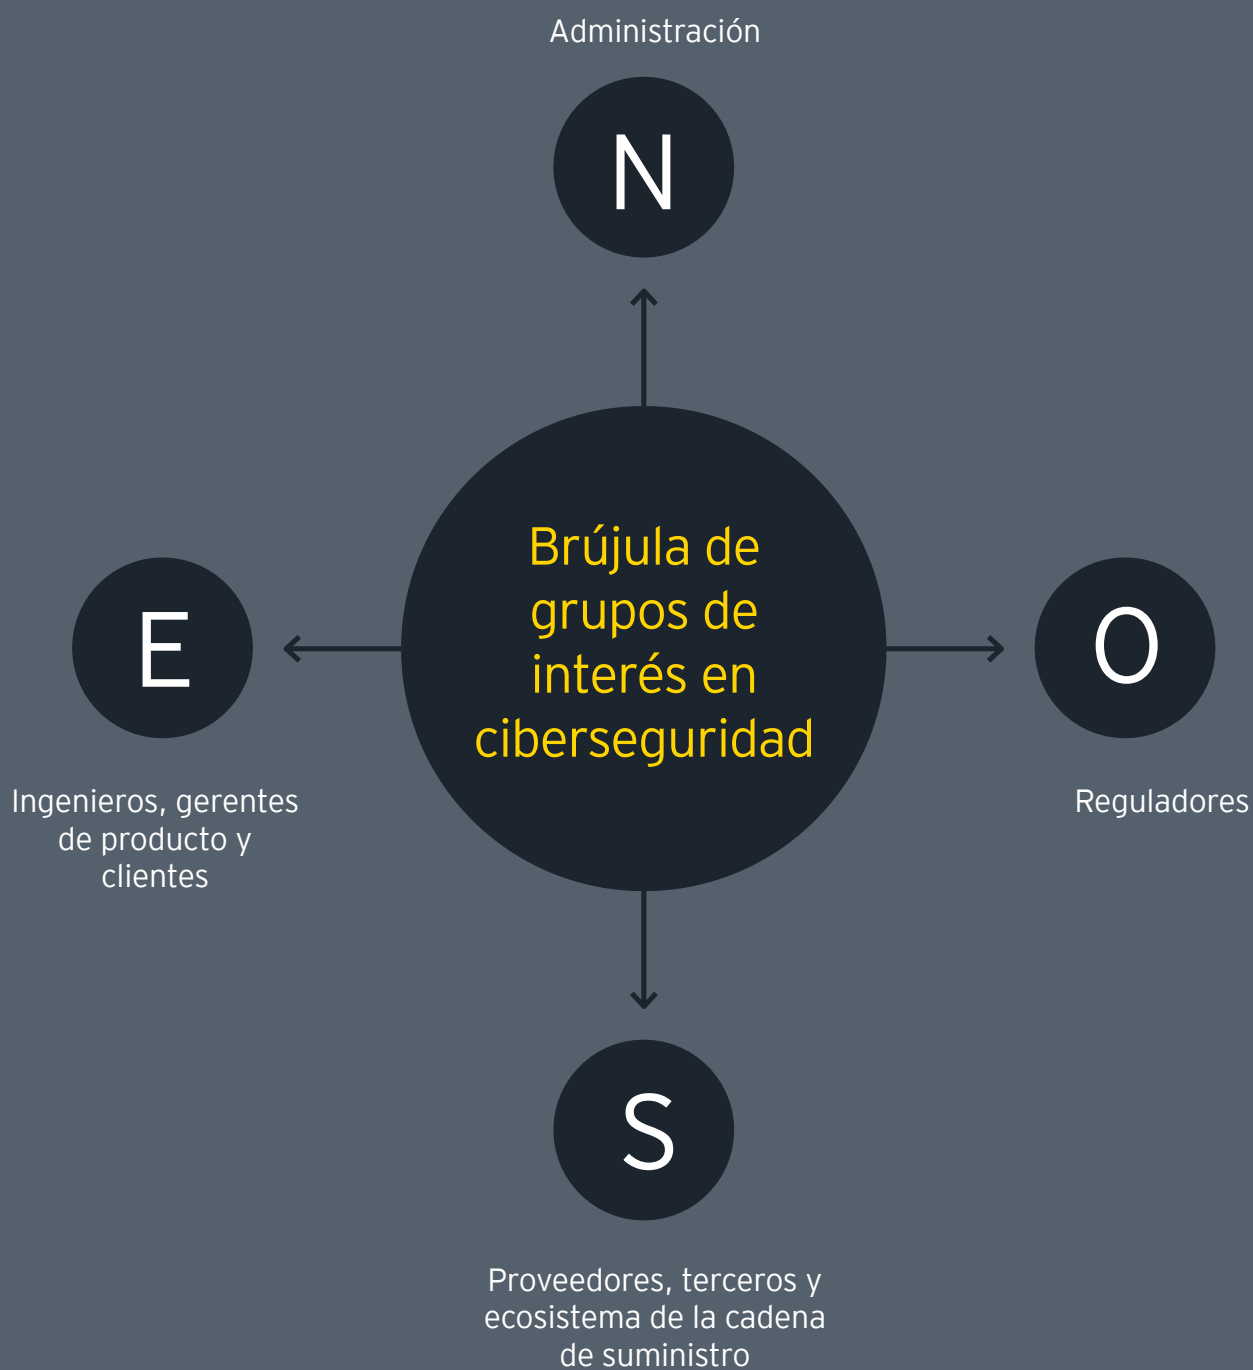 Administración
N
Brújula de
grupos de
interés en
ciberseguridad
E
O
Ingenieros, gerentes
de producto y
clientes
Reguladores
S
Proveedores, terceros y
ecosistema de la cadena
de suministro